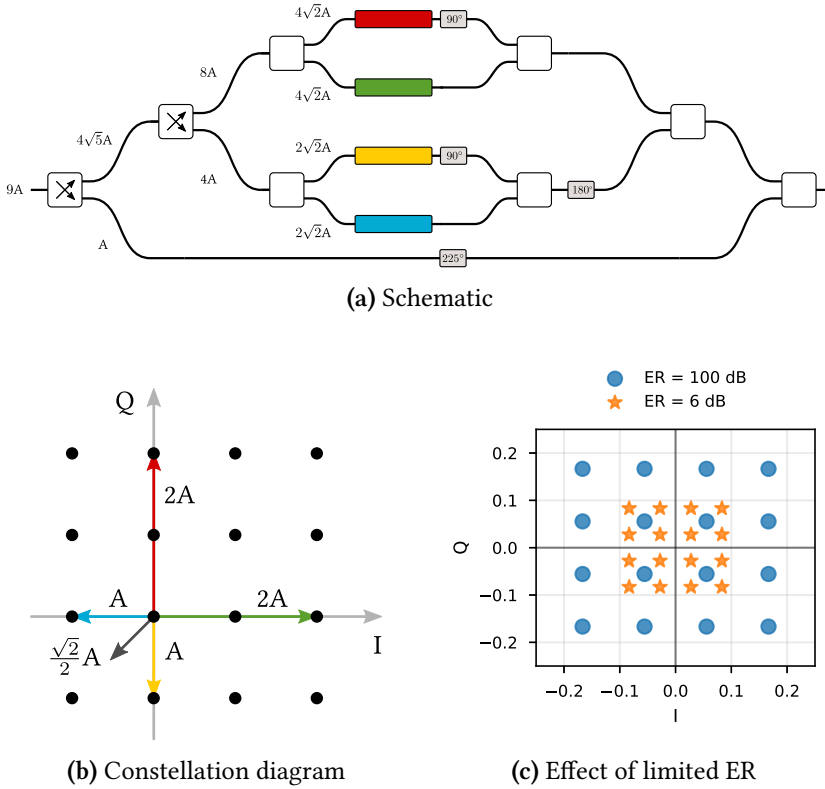 4√2A
90°
8A
4√2A
4√5A
2√2A
90°
9A
4A
180°
2√2A
A
225°
(a) Schematic
Q
2A
A
2A
I
√2/2 A
A
(b) Constellation diagram
ER = 100 dB
ER = 6 dB
0.2
0.1
0.0
−0.1
−0.2
Q
−0.2 −0.1 0.0 0.1 0.2
I
(c) Effect of limited ER